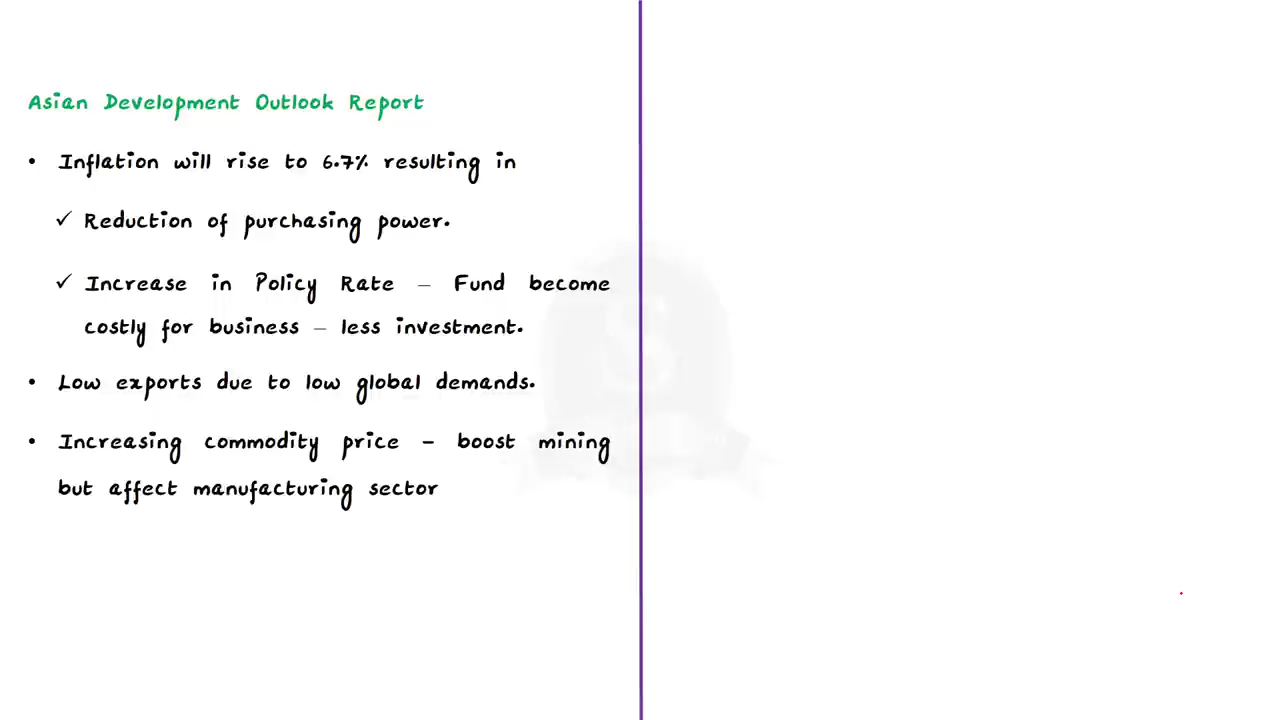 Asian Development Outlook Report
• Inflation will rise to 6.7% resulting in
✓ Reduction of purchasing power.
✓ Increase in Policy Rate – Fund become
costly for business – less investment.
• Low exports due to low global demands.
• Increasing commodity price – boost mining
but affect manufacturing sector